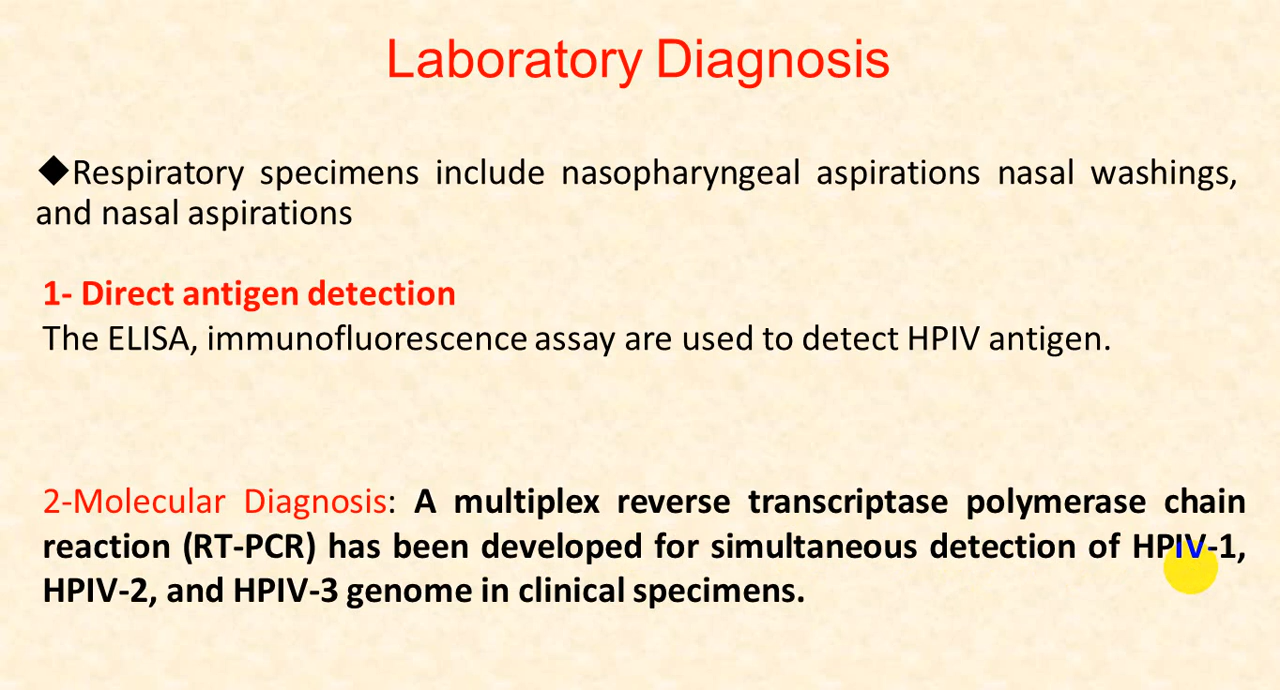 Laboratory Diagnosis
◆Respiratory specimens include nasopharyngeal aspirations nasal washings,
and nasal aspirations
1- Direct antigen detection
The ELISA, immunofluorescence assay are used to detect HPIV antigen.
2-Molecular Diagnosis: A multiplex reverse transcriptase polymerase chain
reaction (RT-PCR) has been developed for simultaneous detection of HPIV-1,
HPIV-2, and HPIV-3 genome in clinical specimens.